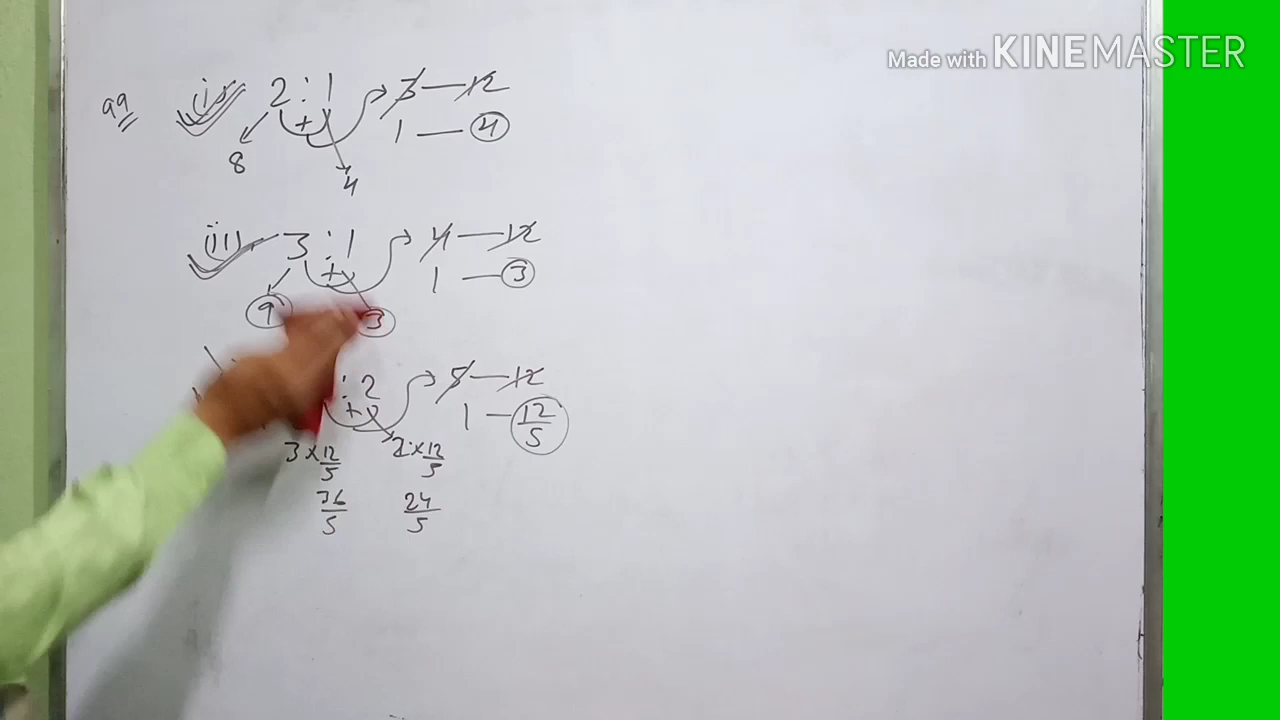 Made with KINEMASTER
99 (i) 2 : 1 3 — 12
+ 1 — 4
8
4
(ii) 3 : 1 4 — 12
+ 1 — 3
9 3
: 2 5 — 12
+ 1 — 12/5
3 × 12/5 2 × 12/5
36/5 24/5